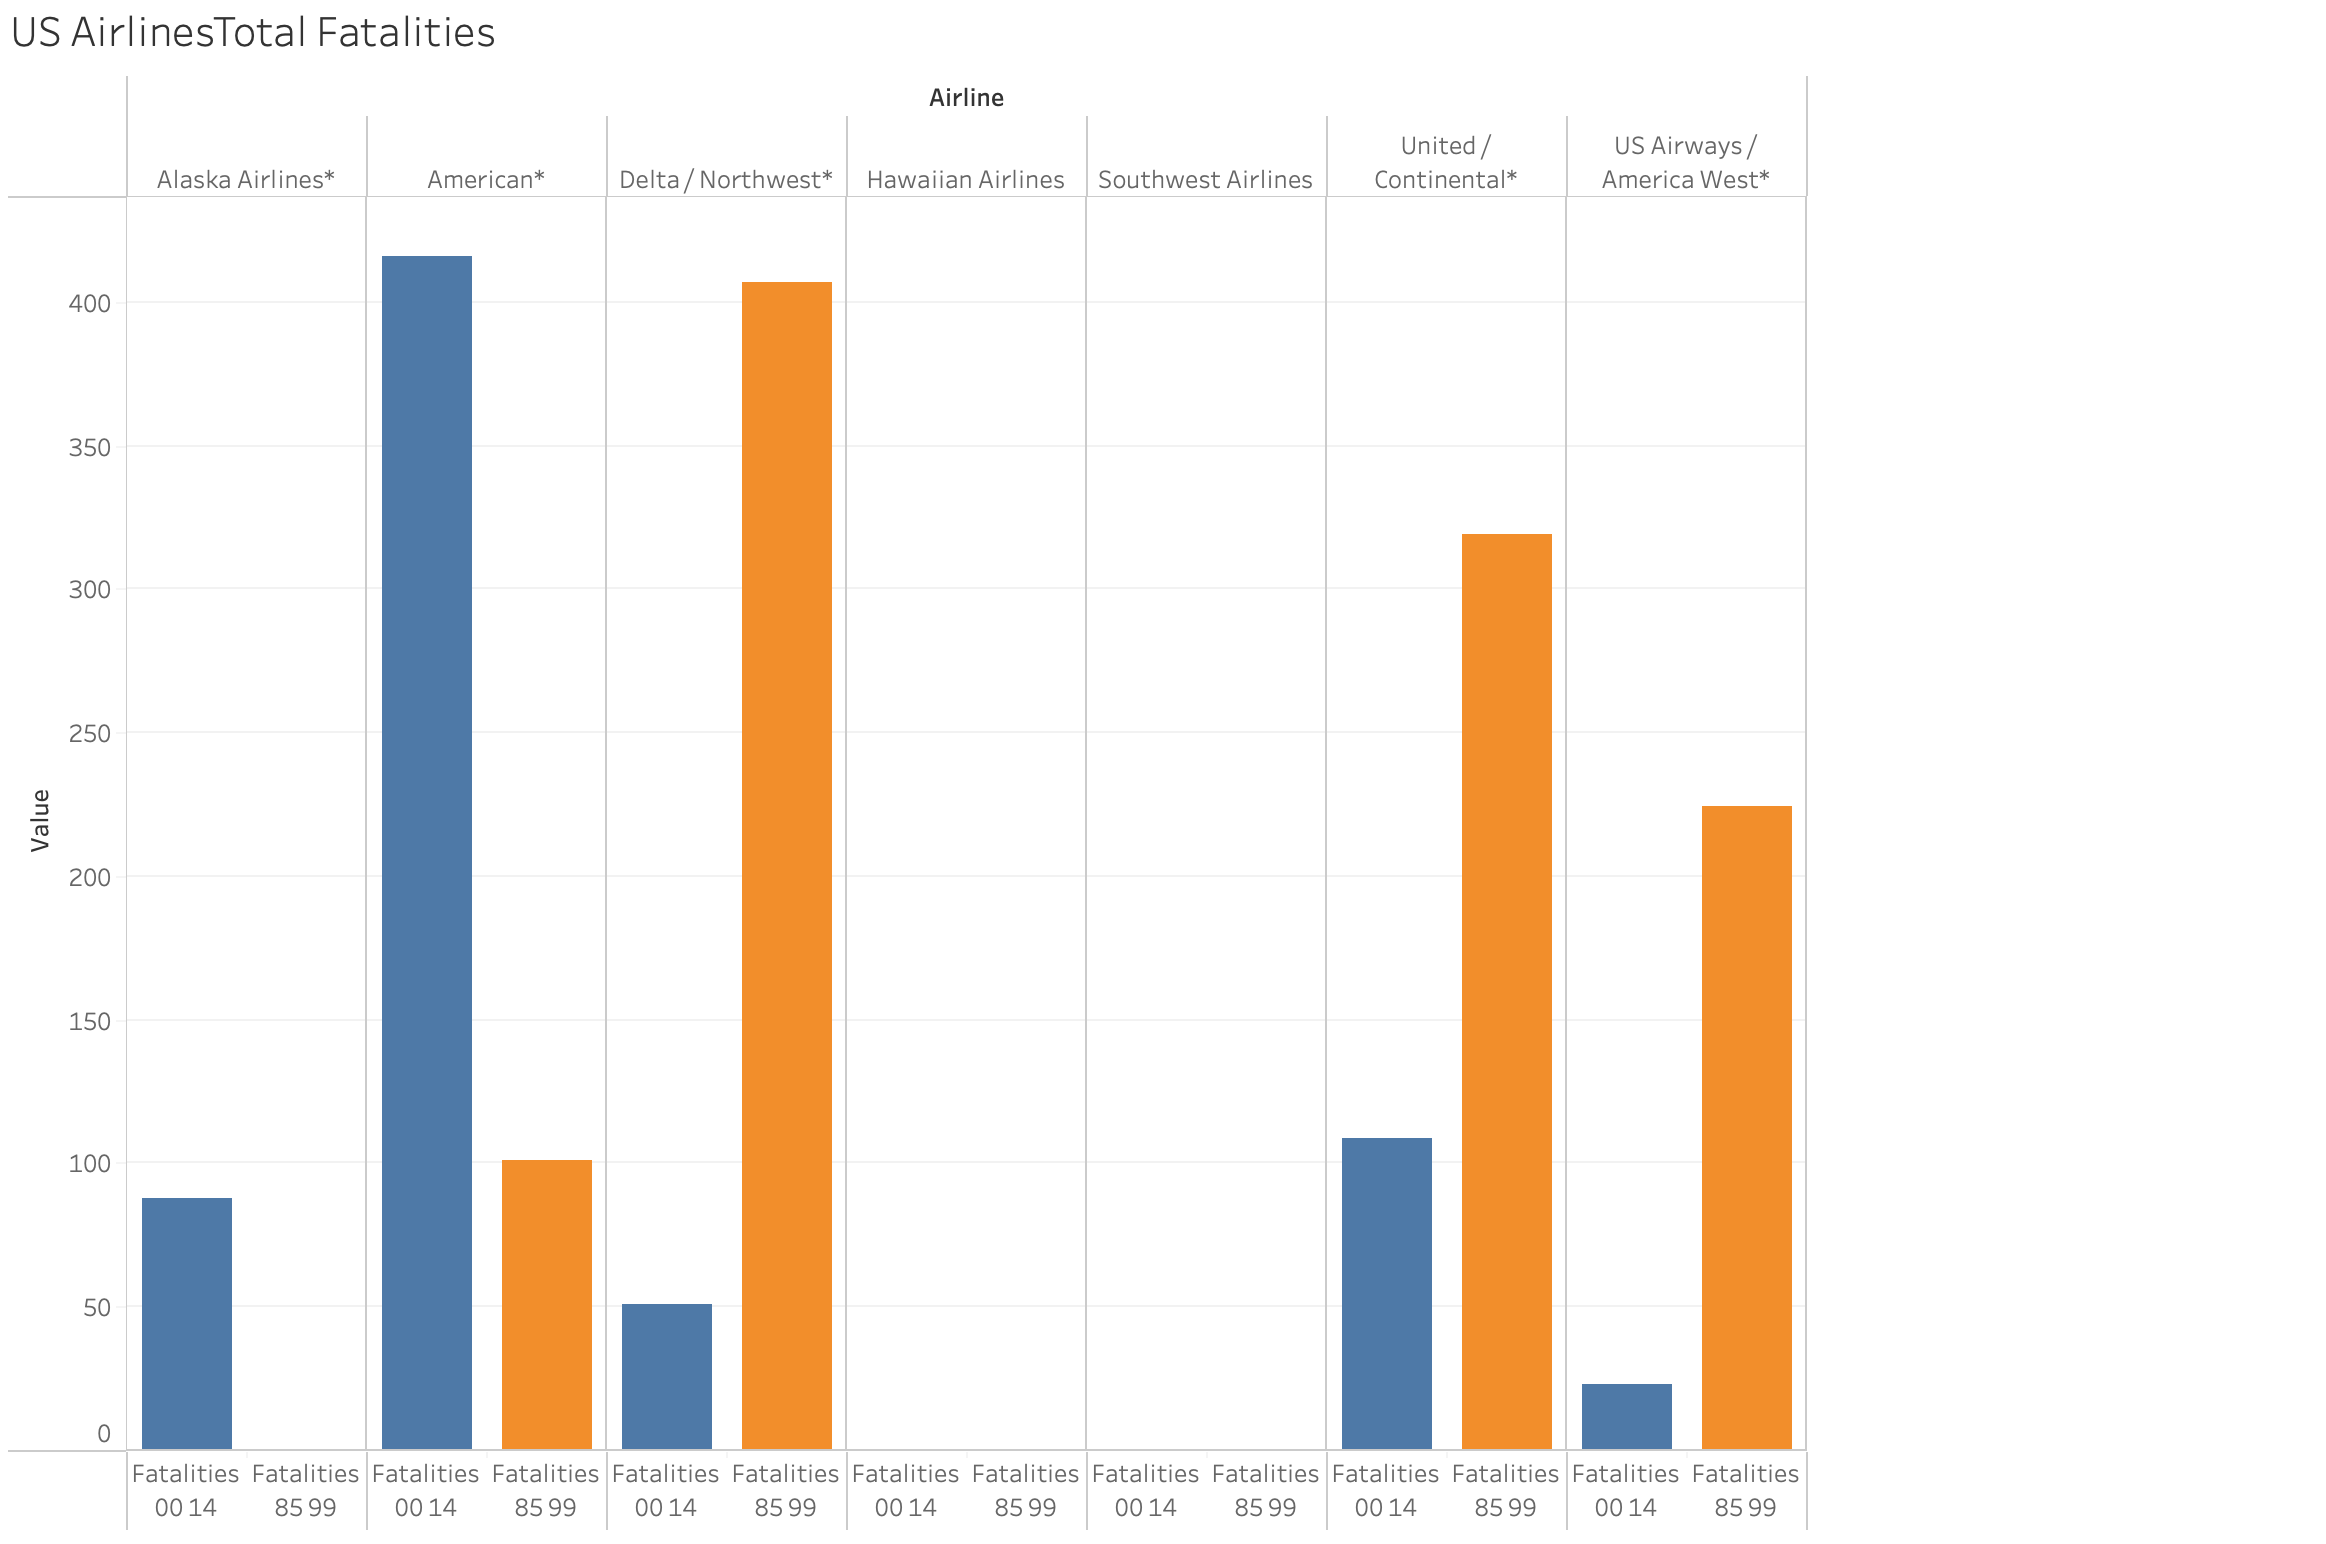 US AirlinesTotal Fatalities
Airline
Alaska Airlines*
American*
Delta / Northwest*
Hawaiian Airlines
Southwest Airlines
United /
Continental*
US Airways /
America West*
400
350
300
250
200
150
100
50
0
Value
Fatalities
00 14
Fatalities
85 99
Fatalities
00 14
Fatalities
85 99
Fatalities
00 14
Fatalities
85 99
Fatalities
00 14
Fatalities
85 99
Fatalities
00 14
Fatalities
85 99
Fatalities
00 14
Fatalities
85 99
Fatalities
00 14
Fatalities
85 99